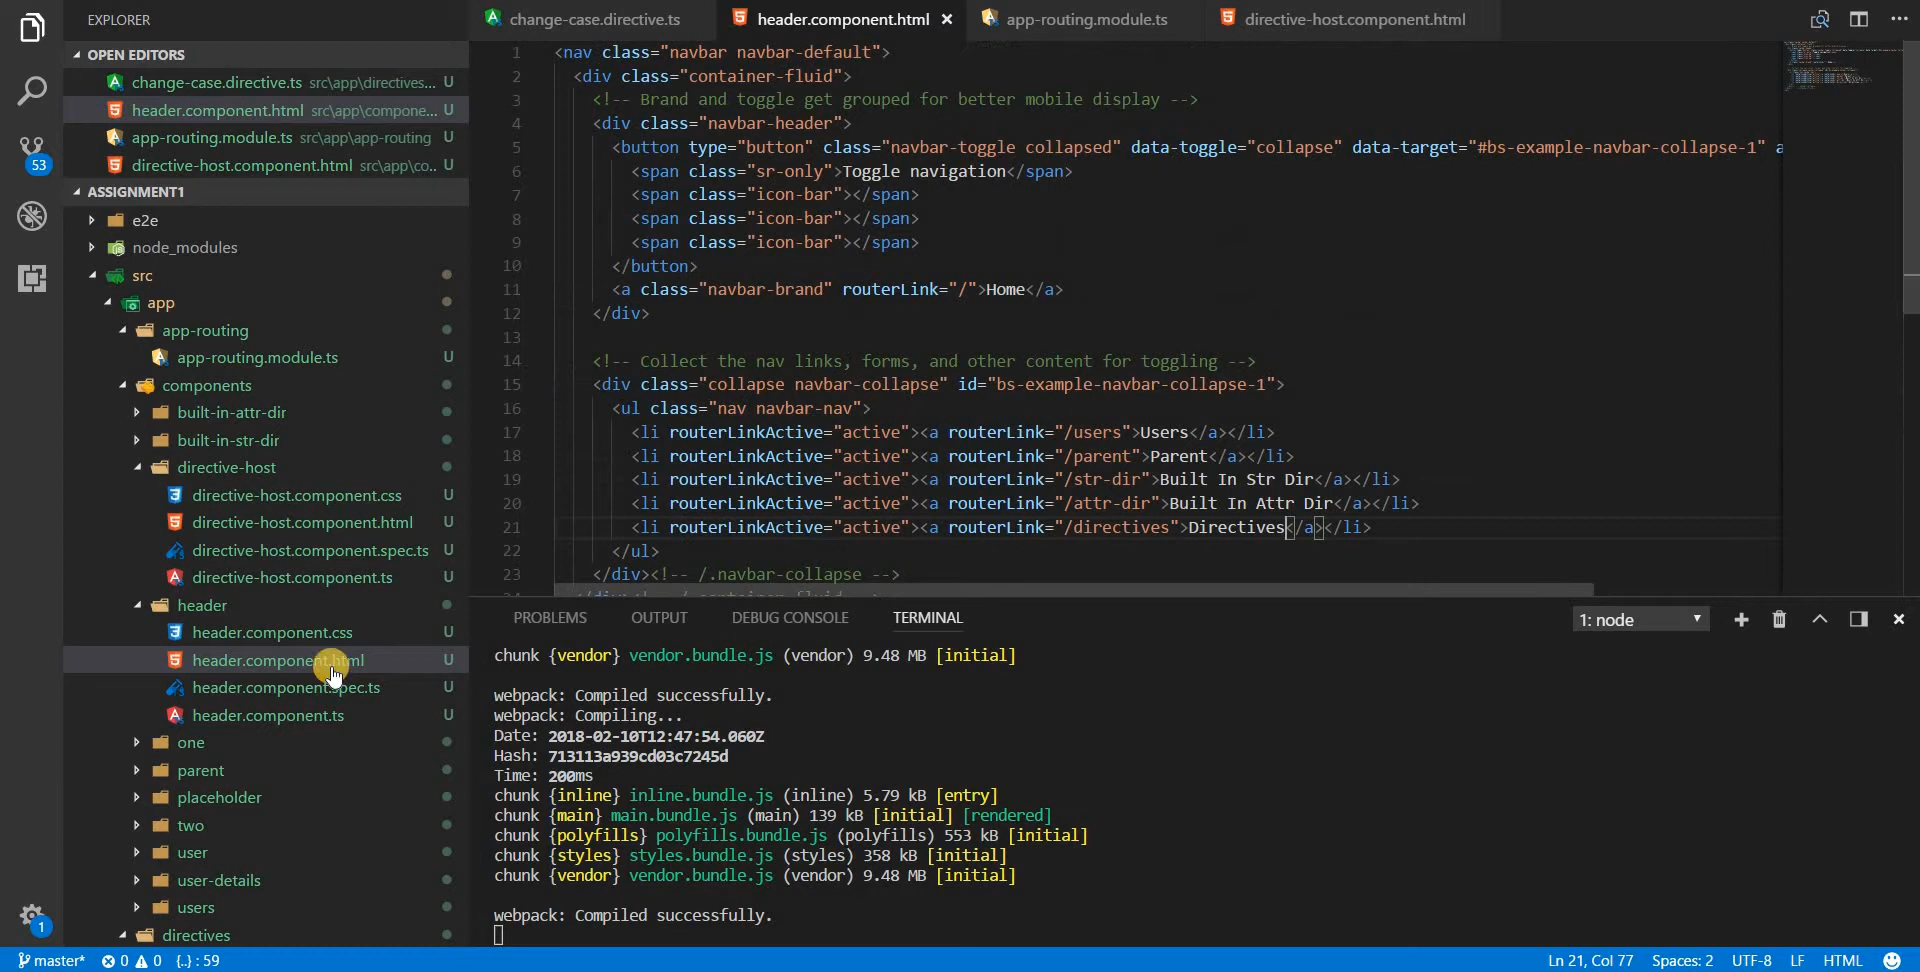 EXPLORER
OPEN EDITORS
change-case.directive.ts src\app\directives... U
header.component.html src\app\compone... U
app-routing.module.ts src\app\app-routing U
directive-host.component.html src\app\co.. U
ASSIGNMENT1
e2e
node_modules
src
app
app-routing
app-routing.module.ts U
components
built-in-attr-dir
built-in-str-dir
directive-host
directive-host.component.css U
directive-host.component.html U
directive-host.component.spec.ts U
directive-host.component.ts U
header
header.component.css U
header.component.html U
header.component.spec.ts U
header.component.ts U
one
parent
placeholder
two
user
user-details
users
directives
53
1
change-case.directive.ts
header.component.html
app-routing.module.ts
directive-host.component.html
1 <nav class="navbar navbar-default">
2 <div class="container-fluid">
3 <!-- Brand and toggle get grouped for better mobile display -->
4 <div class="navbar-header">
5 <button type="button" class="navbar-toggle collapsed" data-toggle="collapse" data-target="#bs-example-navbar-collapse-1" a
6 <span class="sr-only">Toggle navigation</span>
7 <span class="icon-bar"></span>
8 <span class="icon-bar"></span>
9 <span class="icon-bar"></span>
10 </button>
11 <a class="navbar-brand" routerLink="/">Home</a>
12 </div>
13
14 <!-- Collect the nav links, forms, and other content for toggling -->
15 <div class="collapse navbar-collapse" id="bs-example-navbar-collapse-1">
16 <ul class="nav navbar-nav">
17 <li routerLinkActive="active"><a routerLink="/users">Users</a></li>
18 <li routerLinkActive="active"><a routerLink="/parent">Parent</a></li>
19 <li routerLinkActive="active"><a routerLink="/str-dir">Built In Str Dir</a></li>
20 <li routerLinkActive="active"><a routerLink="/attr-dir">Built In Attr Dir</a></li>
21 <li routerLinkActive="active"><a routerLink="/directives">Directives</a></li>
22 </ul>
23 </div><!-- /.navbar-collapse -->
PROBLEMS OUTPUT DEBUG CONSOLE TERMINAL
1: node
chunk {vendor} vendor.bundle.js (vendor) 9.48 MB [initial]
webpack: Compiled successfully.
webpack: Compiling...
Date: 2018-02-10T12:47:54.060Z
Hash: 713113a939cd03c7245d
Time: 200ms
chunk {inline} inline.bundle.js (inline) 5.79 kB [entry]
chunk {main} main.bundle.js (main) 139 kB [initial] [rendered]
chunk {polyfills} polyfills.bundle.js (polyfills) 553 kB [initial]
chunk {styles} styles.bundle.js (styles) 358 kB [initial]
chunk {vendor} vendor.bundle.js (vendor) 9.48 MB [initial]
webpack: Compiled successfully.
master* 0 0 {..} : 59
Ln 21, Col 77 Spaces: 2 UTF-8 LF HTML